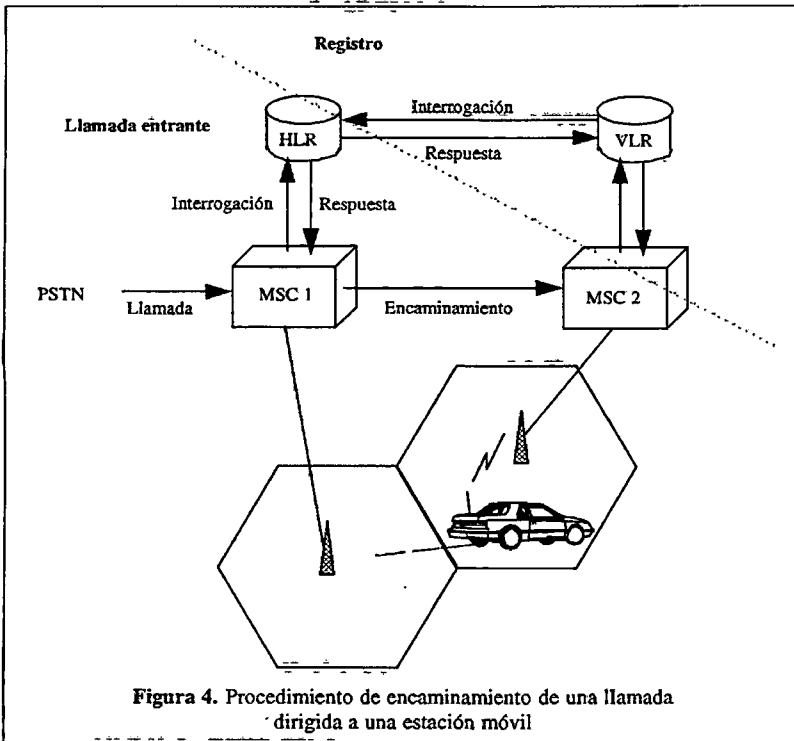 Registro
Interrogación
Llamada entrante
HLR
VLR
Respuesta
Interrogación
Respuesta
PSTN
Llamada
MSC 1
Encaminamiento
MSC 2
Figura 4. Procedimiento de encaminamiento de una llamada
dirigida a una estación móvil